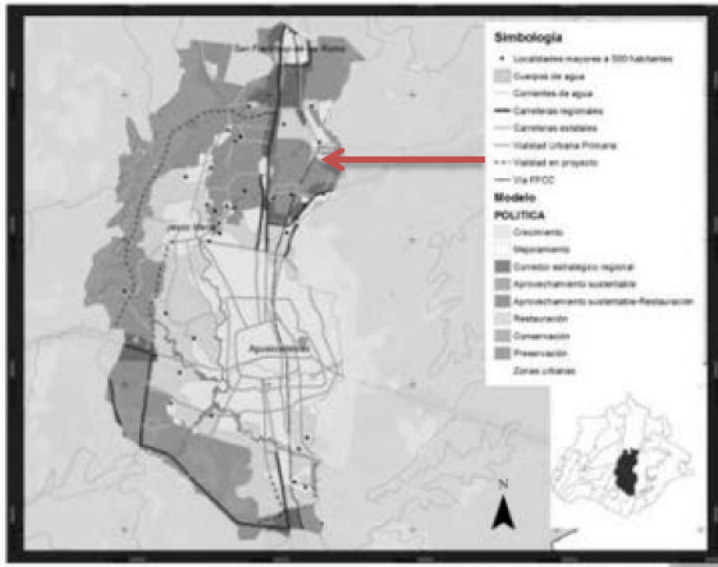 San Francisco de los Romo
Jesús María
Aguascalientes
Simbología
Localidades mayores a 500 habitantes
Cuerpos de agua
Corrientes de agua
Carreteras regionales
Carreteras estatales
Vialidad Urbana Primaria
Vialidad en proyecto
Vía FFCC
Modelo
POLITICA
Crecimiento
Mejoramiento
Corredor estratégico regional
Aprovechamiento sustentable
Aprovechamiento sustentable-Restauración
Restauración
Conservación
Preservación
Zonas urbanas
N